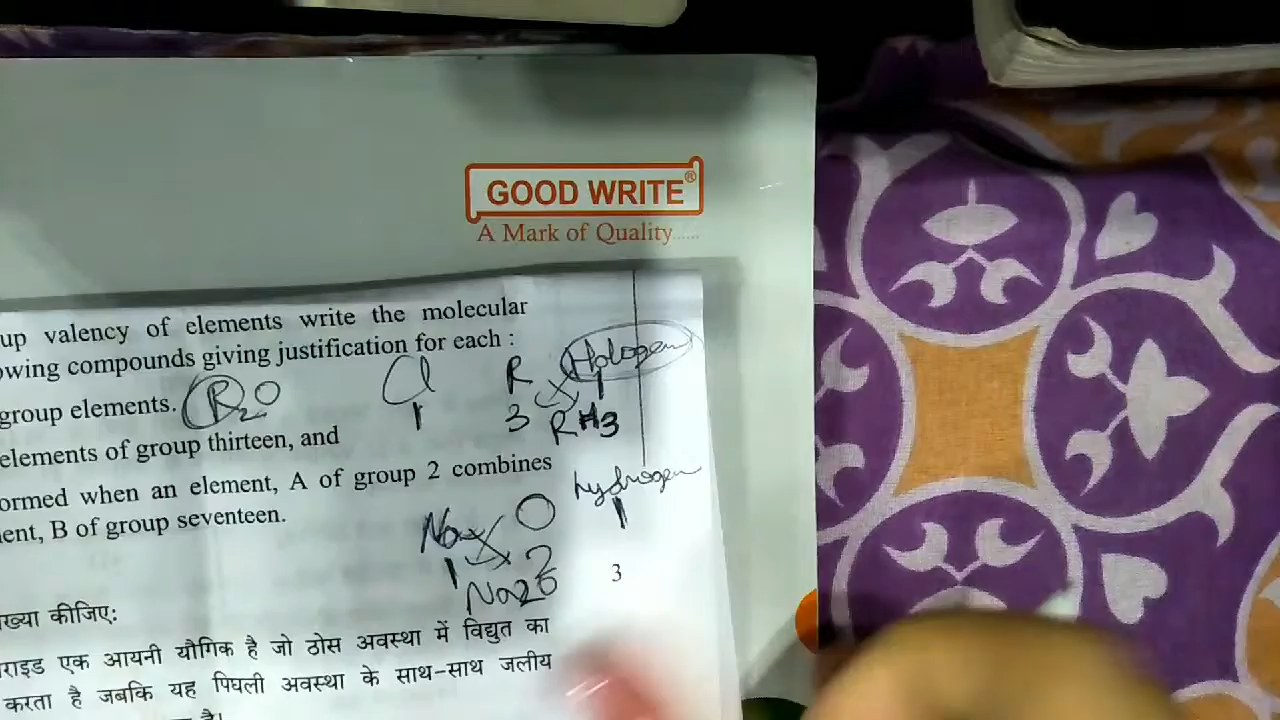 GOOD WRITE®
A Mark of Quality.....
up valency of elements write the molecular
owing compounds giving justification for each :
group elements. R2O
Cl
1
R Halogen
3 1
RH3
elements of group thirteen, and
ormed when an element, A of group 2 combines
ent, B of group seventeen.
hydrogen
1
Na O
1 2
Na2O
3
ख्या कीजिए:
राइड एक आयनी यौगिक है जो ठोस अवस्था में विद्युत का
करता है जबकि यह पिघली अवस्था के साथ-साथ जलीय